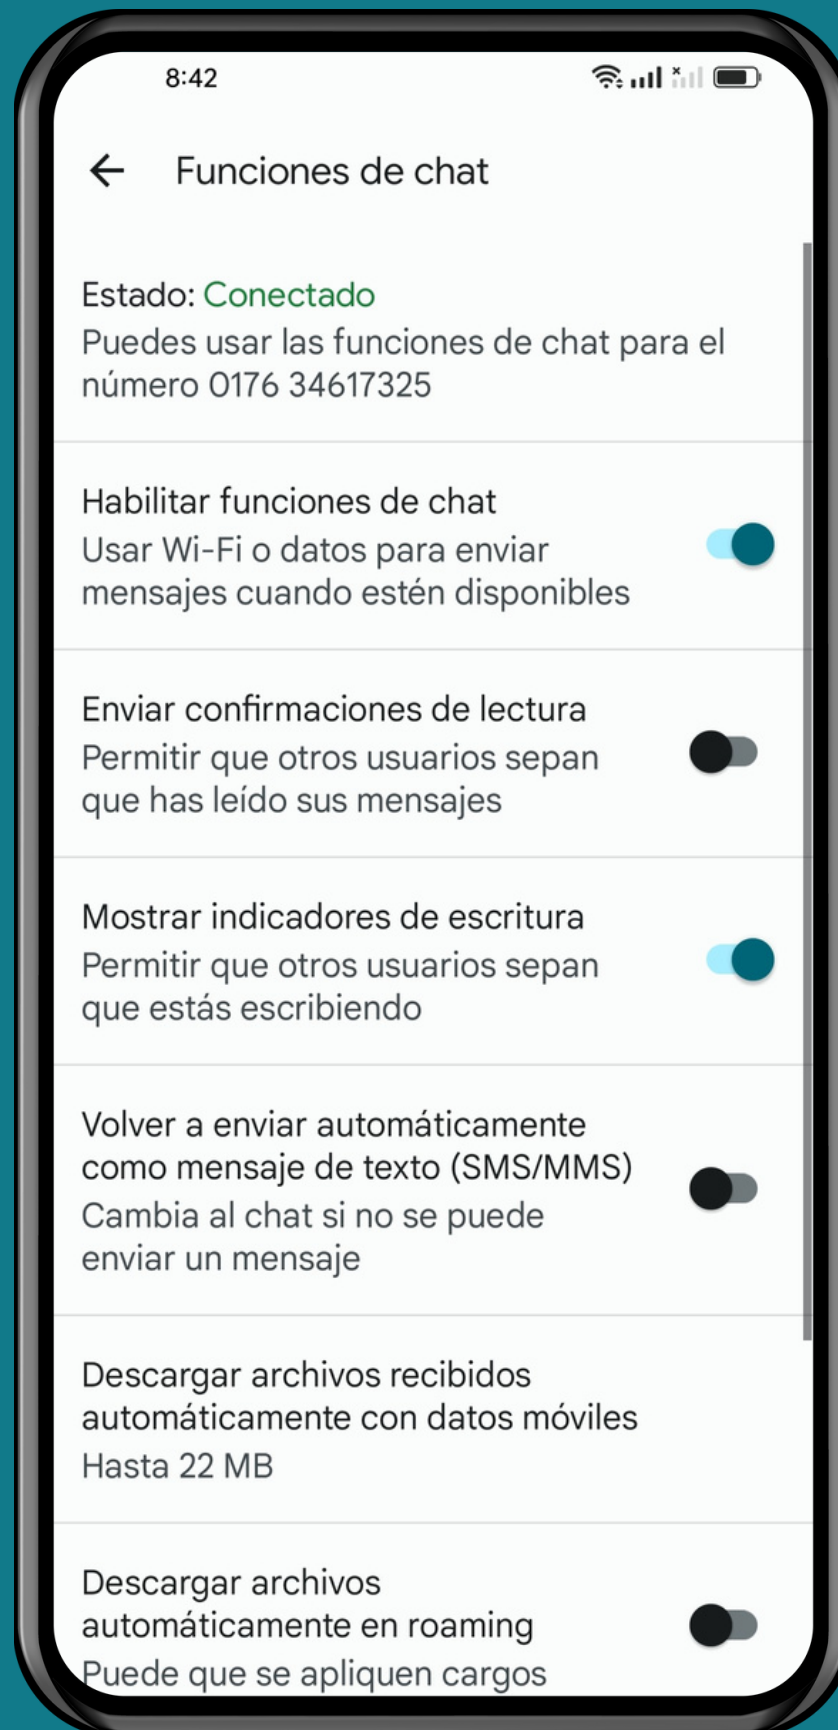 8:42
Funciones de chat
Estado: Conectado
Puedes usar las funciones de chat para el
número 0176 34617325
Habilitar funciones de chat
Usar Wi-Fi o datos para enviar
mensajes cuando estén disponibles
Enviar confirmaciones de lectura
Permitir que otros usuarios sepan
que has leído sus mensajes
Mostrar indicadores de escritura
Permitir que otros usuarios sepan
que estás escribiendo
Volver a enviar automáticamente
como mensaje de texto (SMS/MMS)
Cambia al chat si no se puede
enviar un mensaje
Descargar archivos recibidos
automáticamente con datos móviles
Hasta 22 MB
Descargar archivos
automáticamente en roaming
Puede que se apliquen cargos